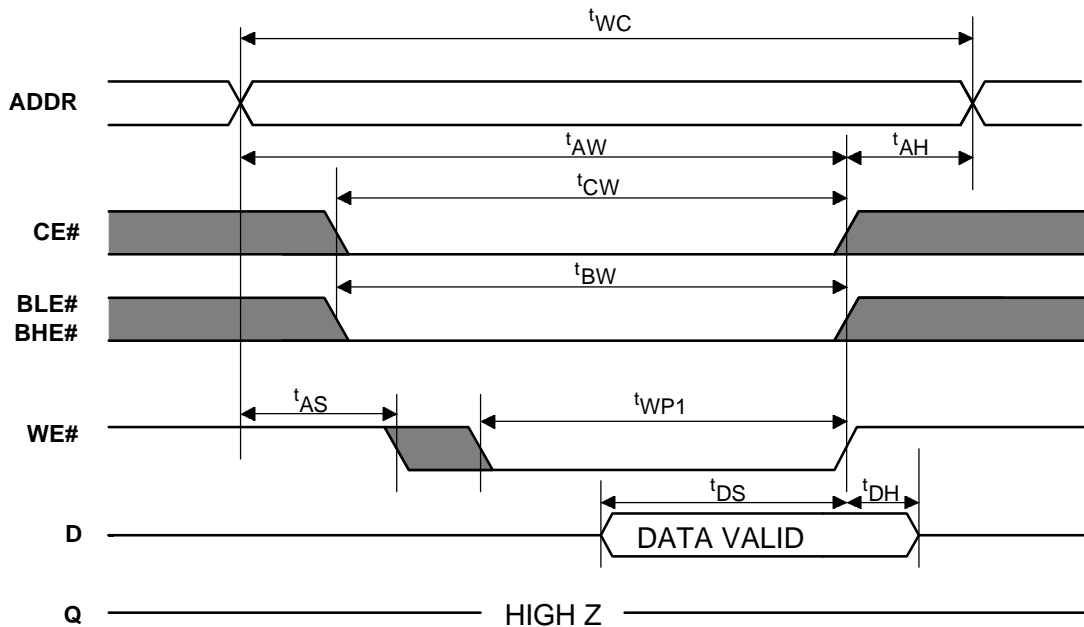 tWC
ADDR
tAW
tAH
tCW
CE#
tBW
BLE#
BHE#
tAS
tWP1
WE#
tDS
tDH
D
DATA VALID
Q
HIGH Z